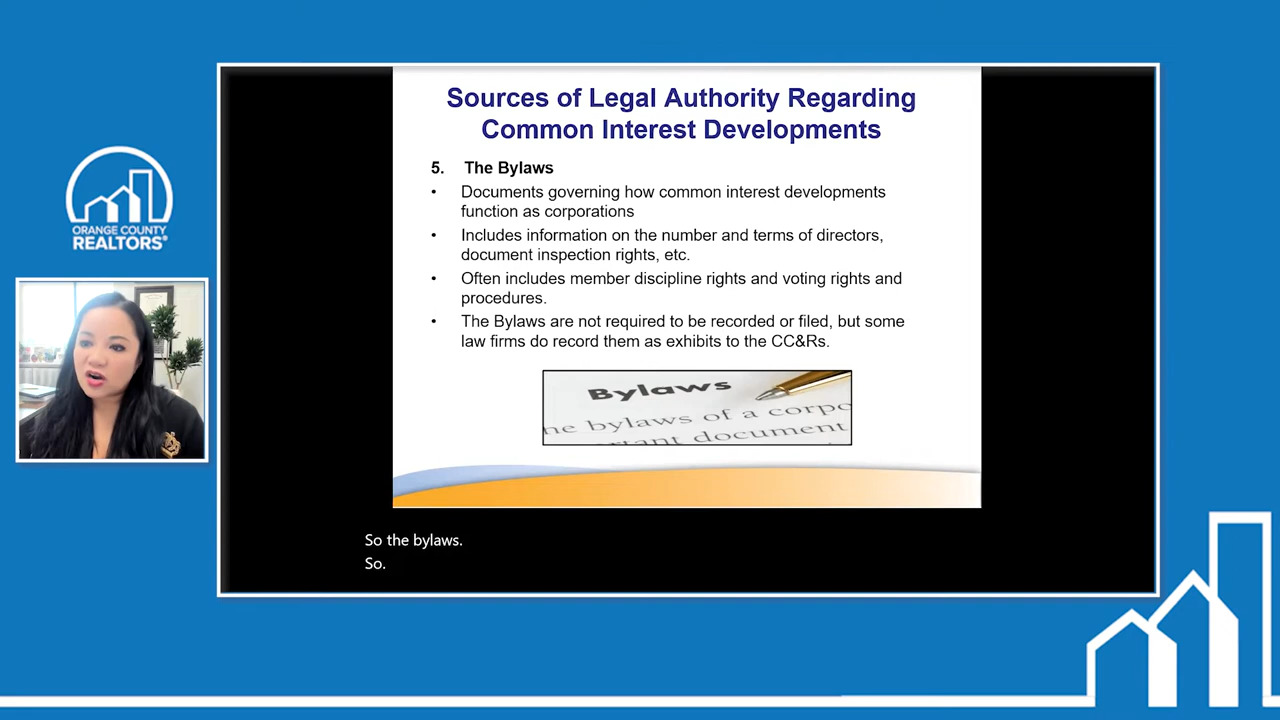 Sources of Legal Authority Regarding
Common Interest Developments
5. The Bylaws
• Documents governing how common interest developments
function as corporations
• Includes information on the number and terms of directors,
document inspection rights, etc.
• Often includes member discipline rights and voting rights and
procedures.
• The Bylaws are not required to be recorded or filed, but some
law firms do record them as exhibits to the CC&Rs.
Bylaws
he bylaws of a corpo
rtant document
ORANGE COUNTY
REALTORS®
So the bylaws.
So.